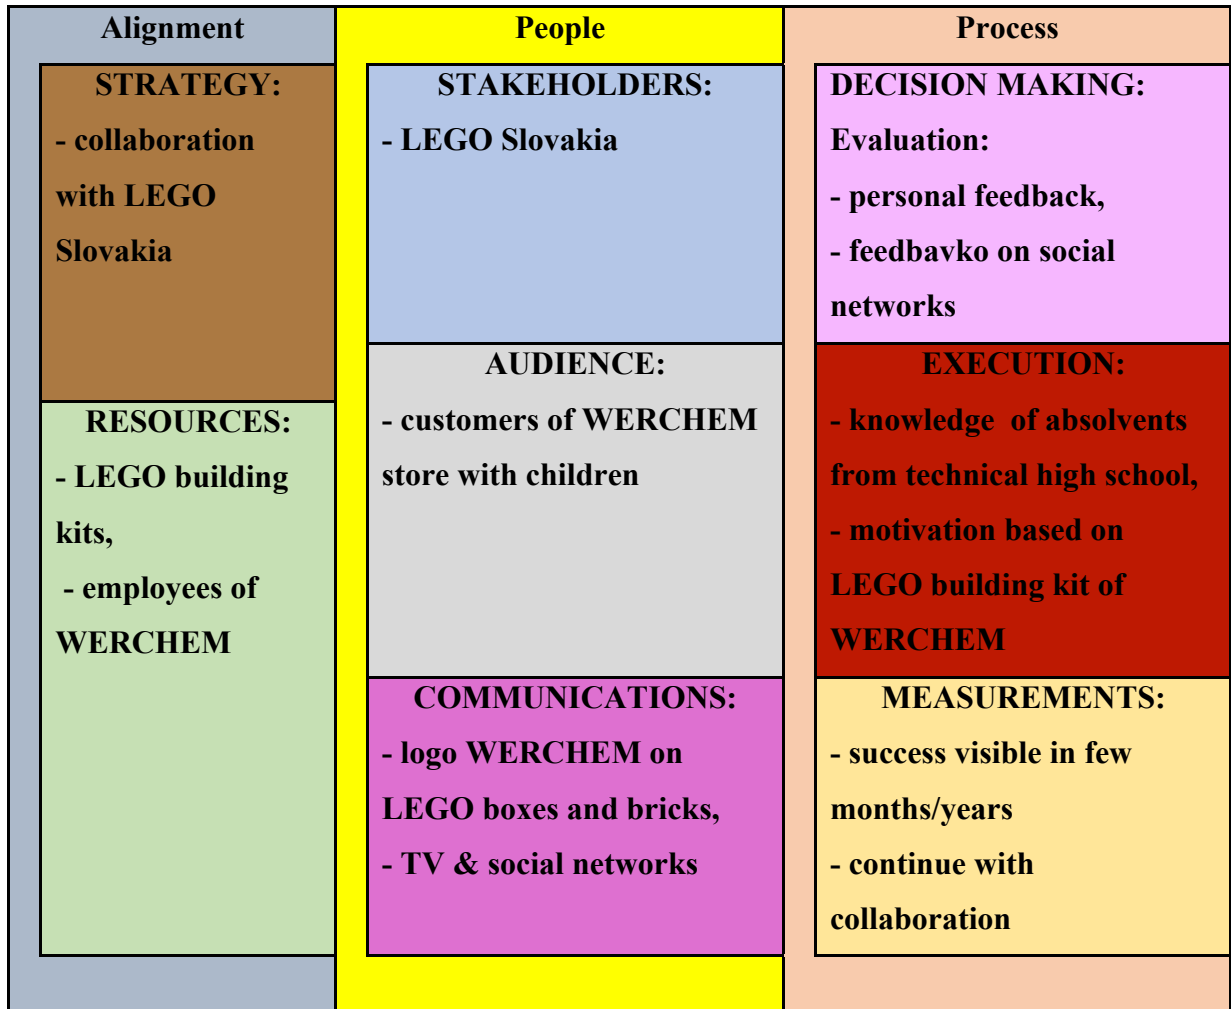 Alignment
STRATEGY:
- collaboration
with LEGO
Slovakia
RESOURCES:
- LEGO building
kits,
- employees of
WERCHEM
People
STAKEHOLDERS:
- LEGO Slovakia
AUDIENCE:
- customers of WERCHEM
store with children
COMMUNICATIONS:
- logo WERCHEM on
LEGO boxes and bricks,
- TV & social networks
Process
DECISION MAKING:
Evaluation:
- personal feedback,
- feedbavko on social
networks
EXECUTION:
- knowledge of absolvents
from technical high school,
- motivation based on
LEGO building kit of
WERCHEM
MEASUREMENTS:
- success visible in few
months/years
- continue with
collaboration